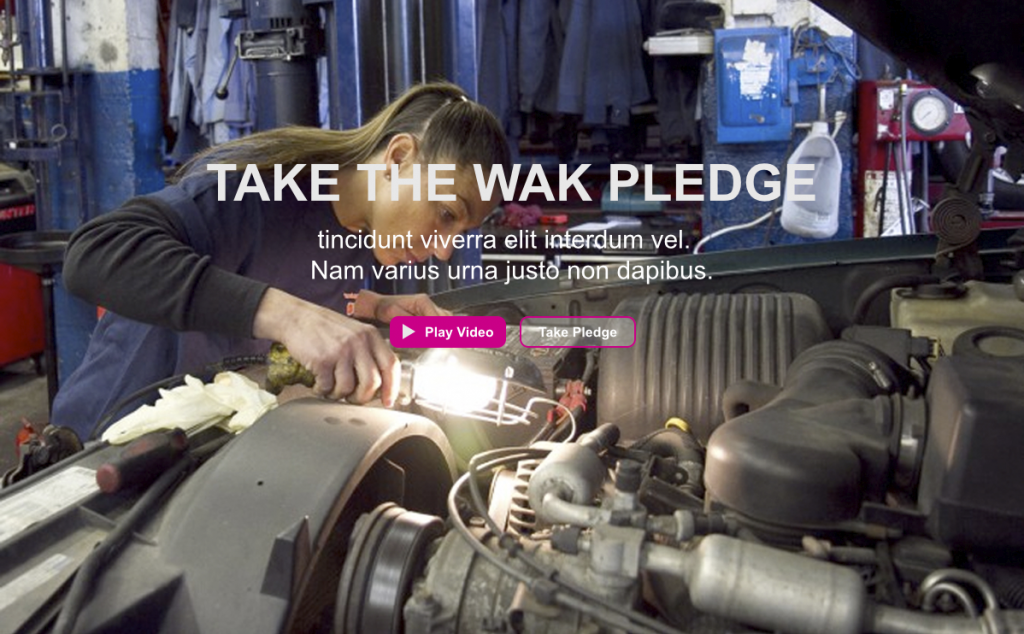 TAKE THE WAK PLEDGE
tincidunt viverra elit interdum vel.
Nam varius urna justo non dapibus.
Play Video
Take Pledge